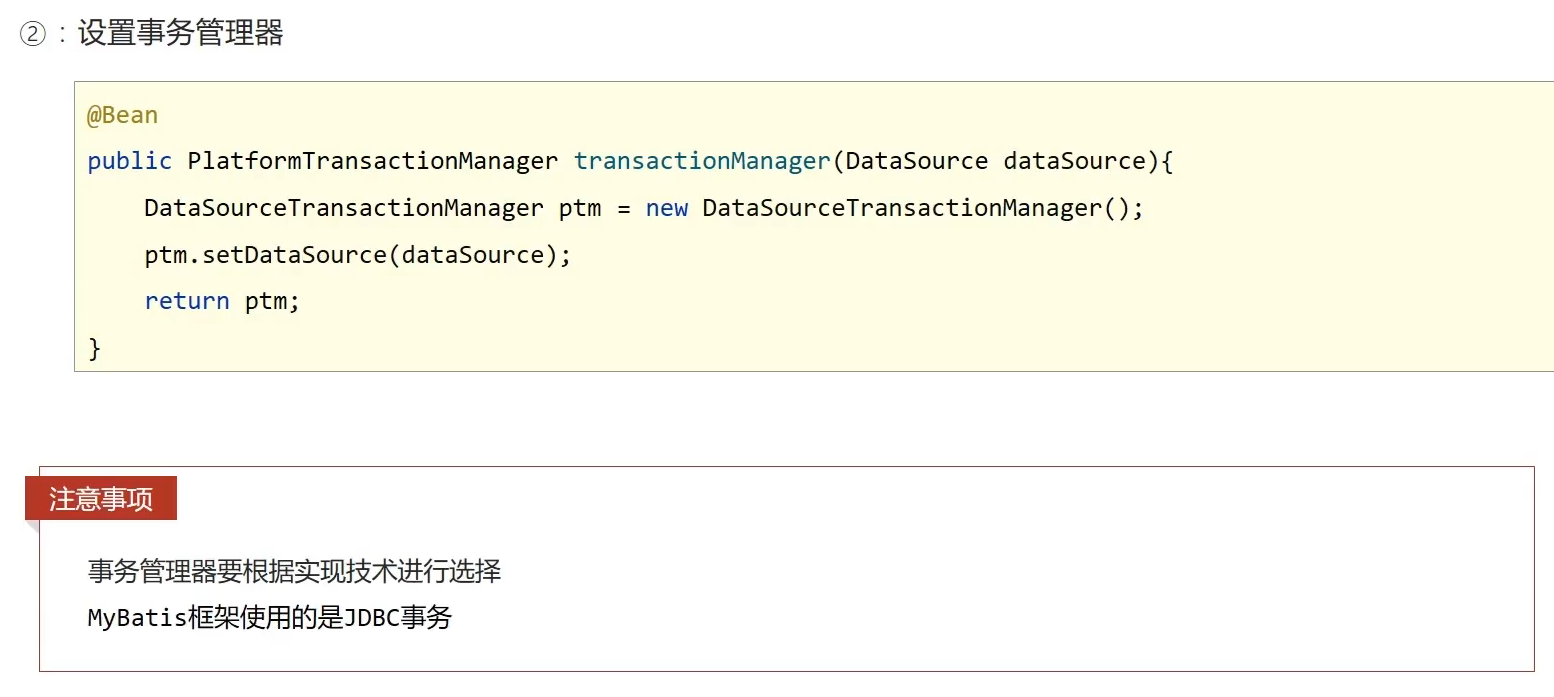 ②：设置事务管理器
@Bean
public PlatformTransactionManager transactionManager(DataSource dataSource){
    DataSourceTransactionManager ptm = new DataSourceTransactionManager();
    ptm.setDataSource(dataSource);
    return ptm;
}
注意事项
事务管理器要根据实现技术进行选择
MyBatis框架使用的是JDBC事务